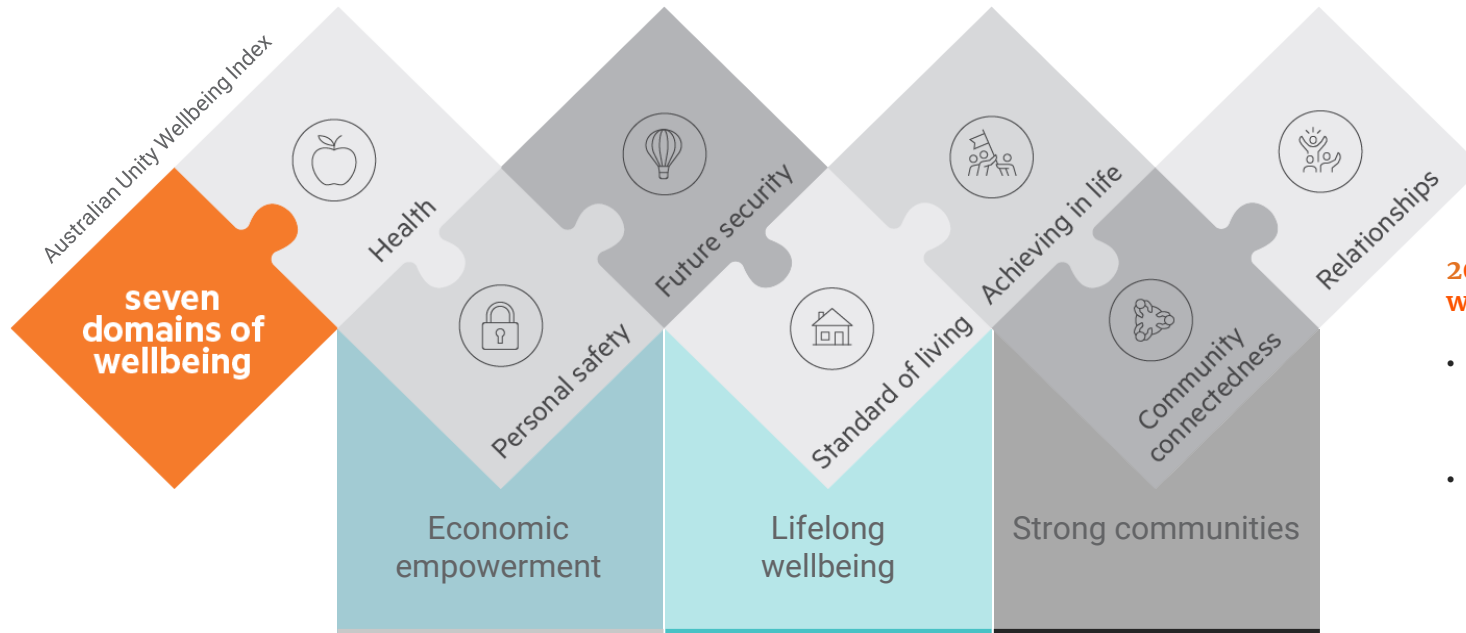 Australian Unity Wellbeing Index
seven
domains of
wellbeing
Health
Personal safety
Future security
Standard of living
Achieving in life
Community
connectedness
Relationships
Economic
empowerment
Lifelong
wellbeing
Strong communities